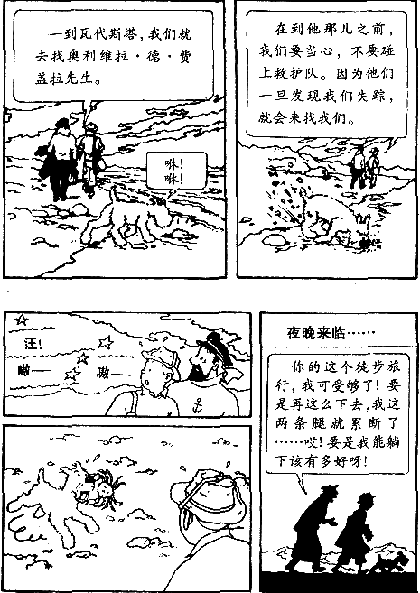 一到瓦代斯塔，我们就
去找奥利维拉·德·费
盖拉先生。
咻！
咻！
在到他那儿之前，
我们要当心，不要碰
上救护队。因为他们
一旦发现我们失踪，
就会来找我们。
汪！
嗷—— 嗷——
夜晚来临……
你的这个徒步旅
行，我可受够了！要
是再这么下去，我这
两条腿就累断了
……哎！要是我能躺
下该有多好呀！